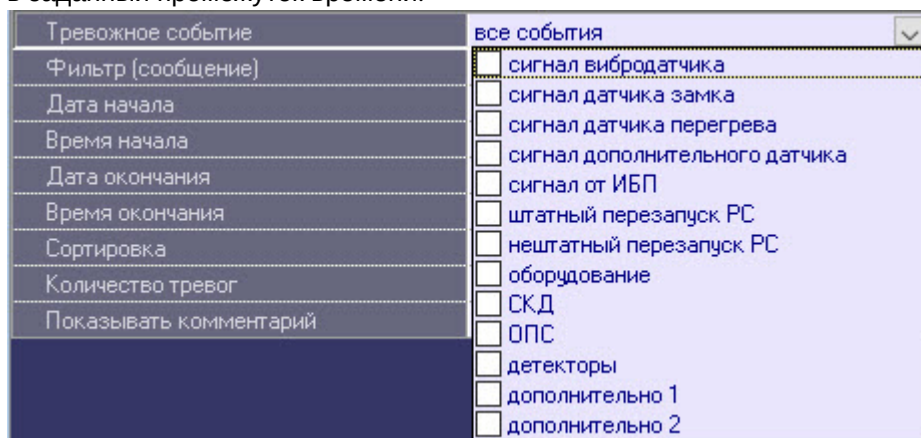 в заданный промежуток времени.
Тревожное событие
все события
Фильтр (сообщение)
Дата начала
Время начала
Дата окончания
Время окончания
Сортировка
Количество тревог
Показывать комментарий
сигнал вибродатчика
сигнал датчика замка
сигнал датчика перегрева
сигнал дополнительного датчика
сигнал от ИБП
штатный перезапуск PC
нештатный перезапуск PC
оборудование
СКД
ОПС
детекторы
дополнительно 1
дополнительно 2